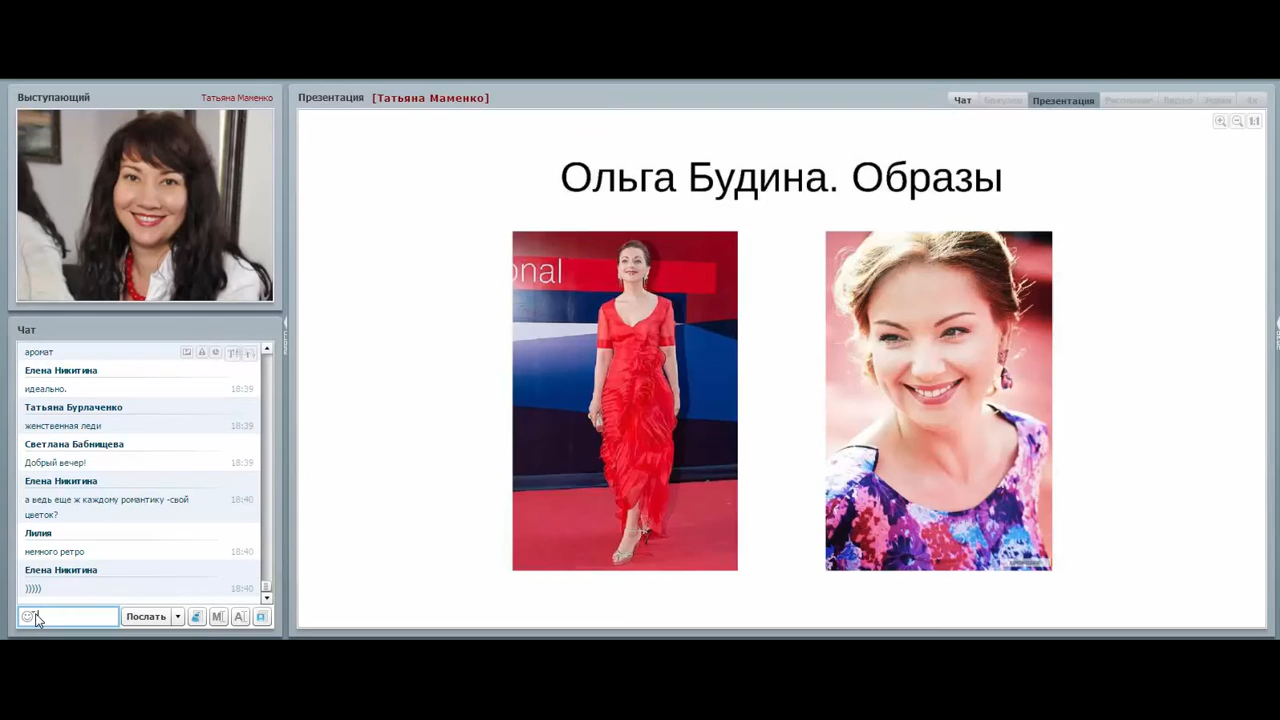 Выступающий
Татьяна Маменко
Презентация [Татьяна Маменко]
Чат
Презентация
Ольга Будина. Образы
onal
Чат
аромат
Елена Никитина
идеально. 18:39
Татьяна Бурлаченко
женственная леди 18:39
Светлана Бабнищева
Добрый вечер! 18:39
Елена Никитина
а ведь еще ж каждому романтику -свой 18:40
цветок?
Лилия
немного ретро 18:40
Елена Никитина
))))) 18:40
Послать